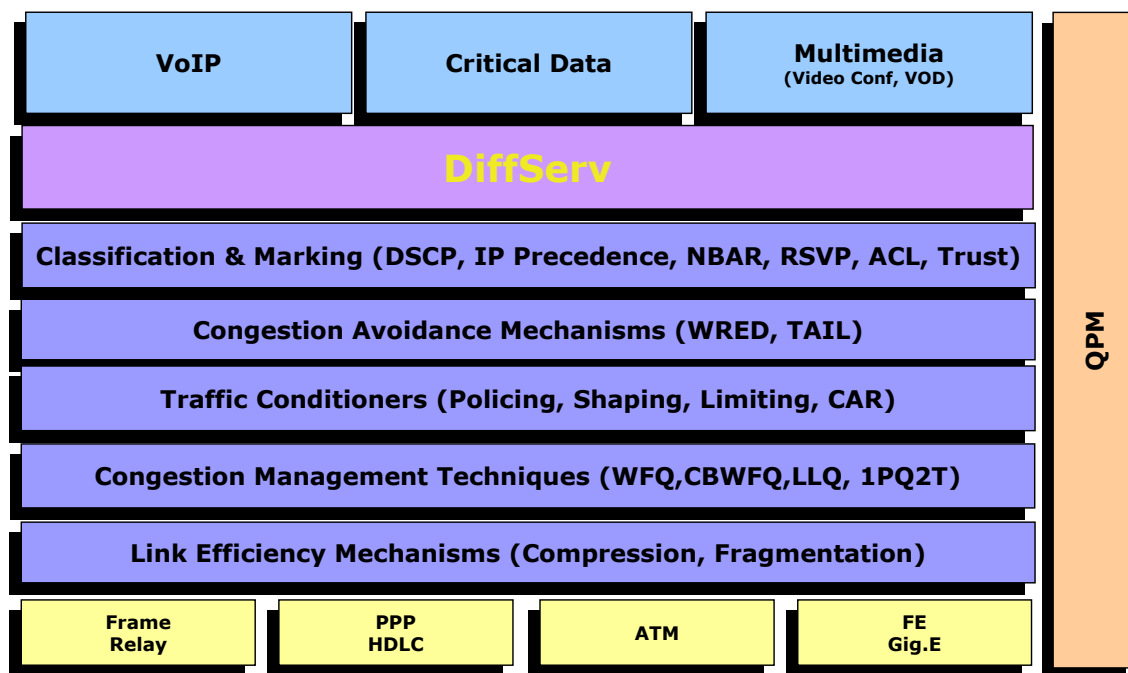 VoIP
Critical Data
Multimedia
(Video Conf, VOD)
DiffServ
Classification & Marking (DSCP, IP Precedence, NBAR, RSVP, ACL, Trust)
Congestion Avoidance Mechanisms (WRED, TAIL)
Traffic Conditioners (Policing, Shaping, Limiting, CAR)
Congestion Management Techniques (WFQ,CBWFQ,LLQ, 1PQ2T)
Link Efficiency Mechanisms (Compression, Fragmentation)
Frame
Relay
PPP
HDLC
ATM
FE
Gig.E
QPM